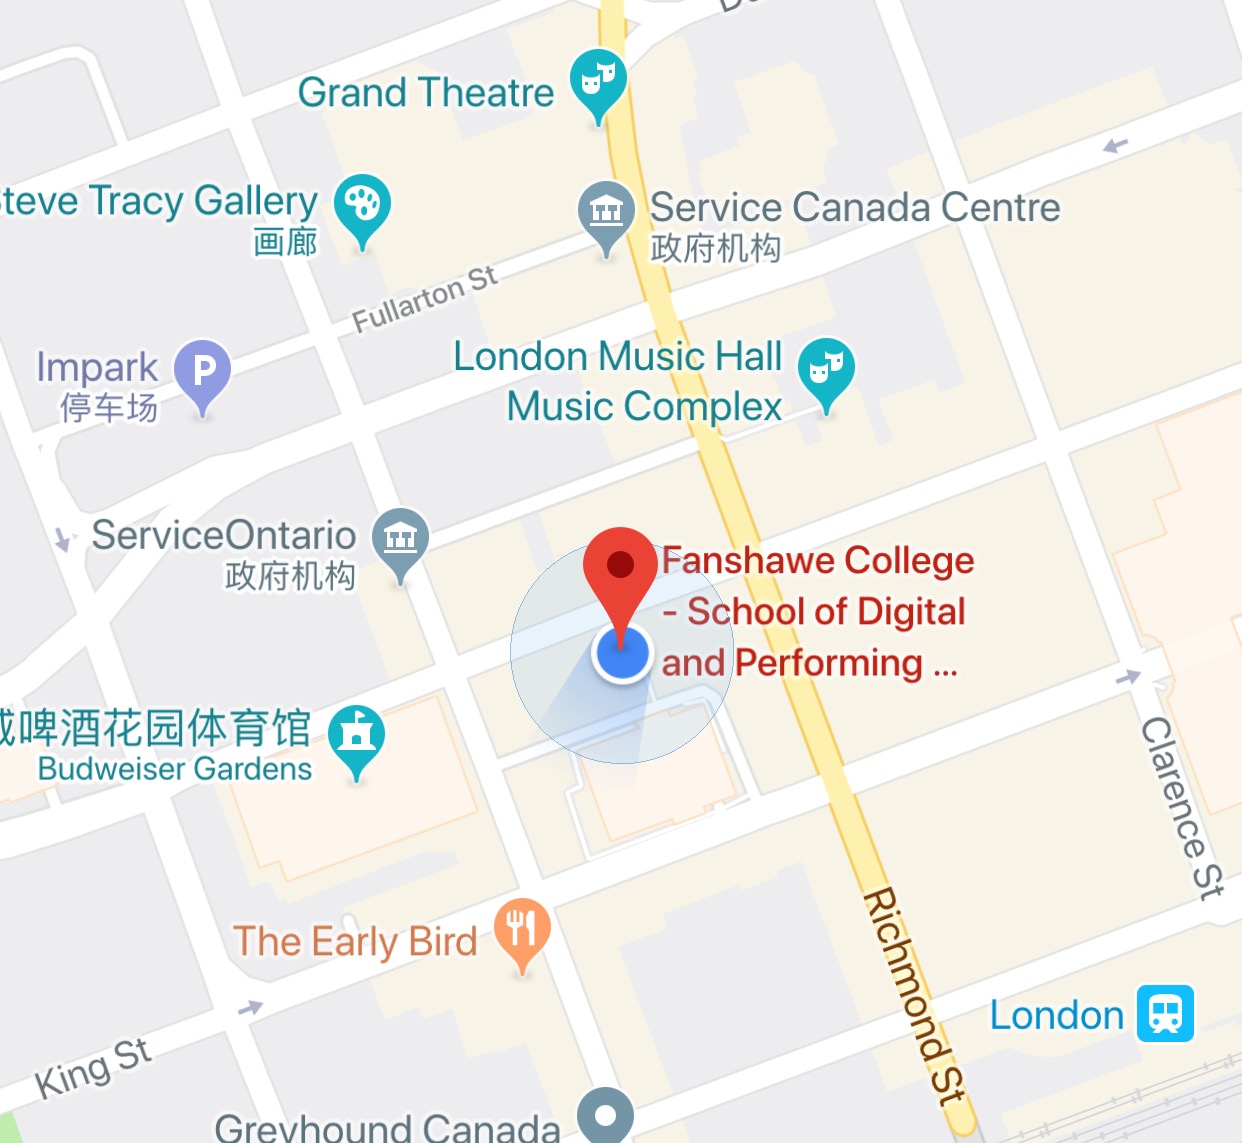 Grand Theatre
Steve Tracy Gallery
画廊
Service Canada Centre
政府机构
Fullarton St
Impark
P
停车场
London Music Hall
Music Complex
ServiceOntario
政府机构
Fanshawe College
- School of Digital
and Performing ...
啤酒花园体育馆
Budweiser Gardens
Clarence St
The Early Bird
Richmond St
London
King St
Greyhound Canada